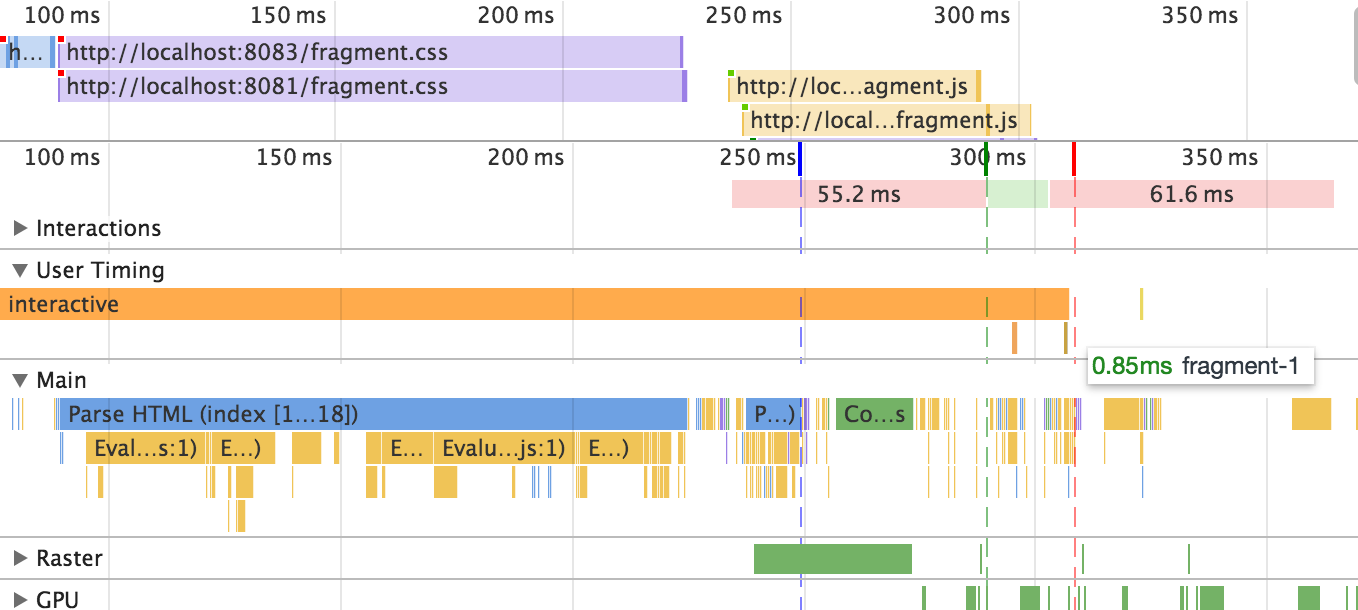 100 ms 150 ms 200 ms 250 ms 300 ms 350 ms
h... http://localhost:8083/fragment.css
http://localhost:8081/fragment.css http://loc...agment.js
http://local...fragment.js
100 ms 150 ms 200 ms 250 ms 300 ms 350 ms
55.2 ms 61.6 ms
Interactions
User Timing
interactive
0.85ms fragment-1
Main
Parse HTML (index [1...18]) P...) Co...s
Eval...s:1) E...) E... Evalu...js:1) E...)
Raster
GPU